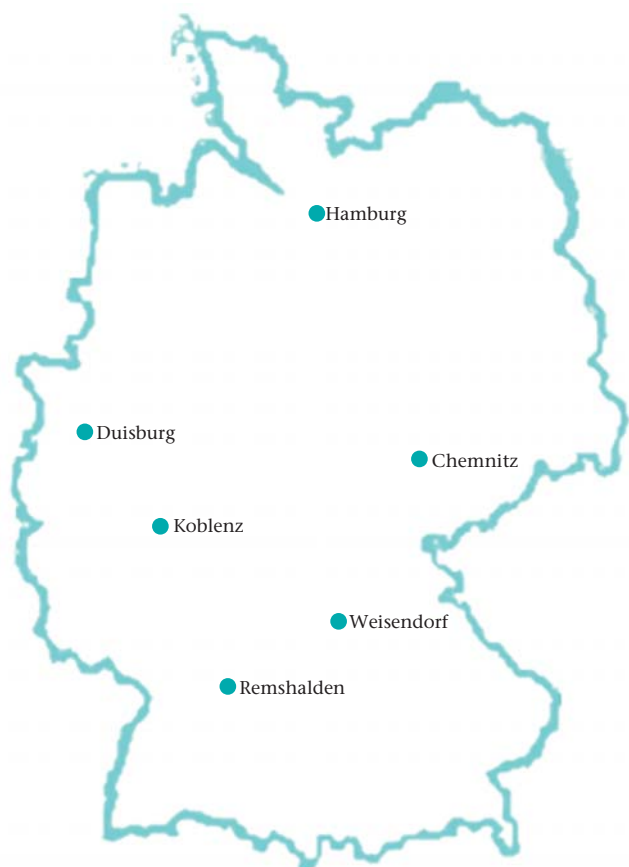 Hamburg
Duisburg
Chemnitz
Koblenz
Weisendorf
Remshalden